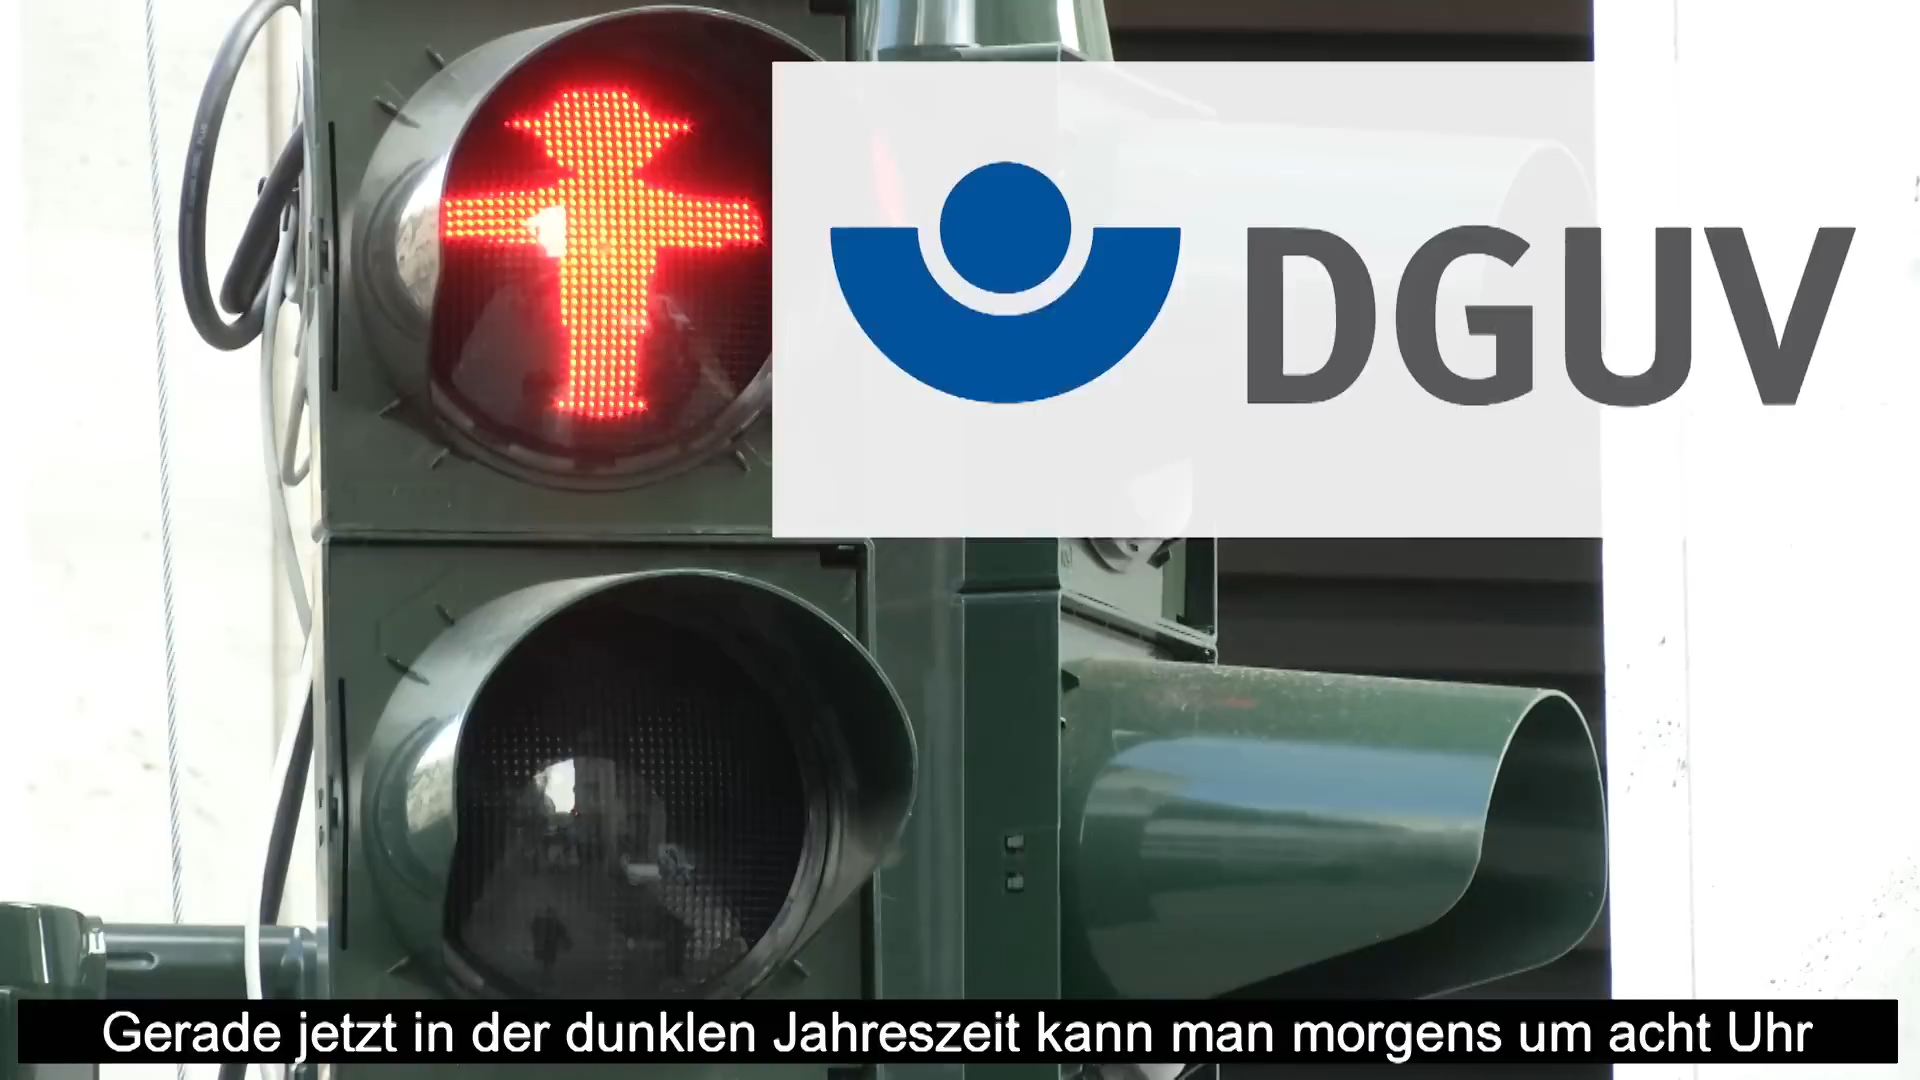 DGUV
Gerade jetzt in der dunklen Jahreszeit kann man morgens um acht Uhr